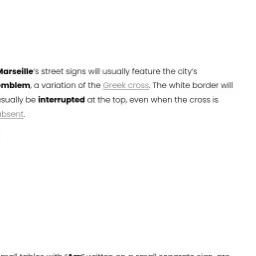 Marseille's street signs will usually feature the city's
emblem, a variation of the Greek cross. The white border will
usually be interrupted at the top, even when the cross is
absent.